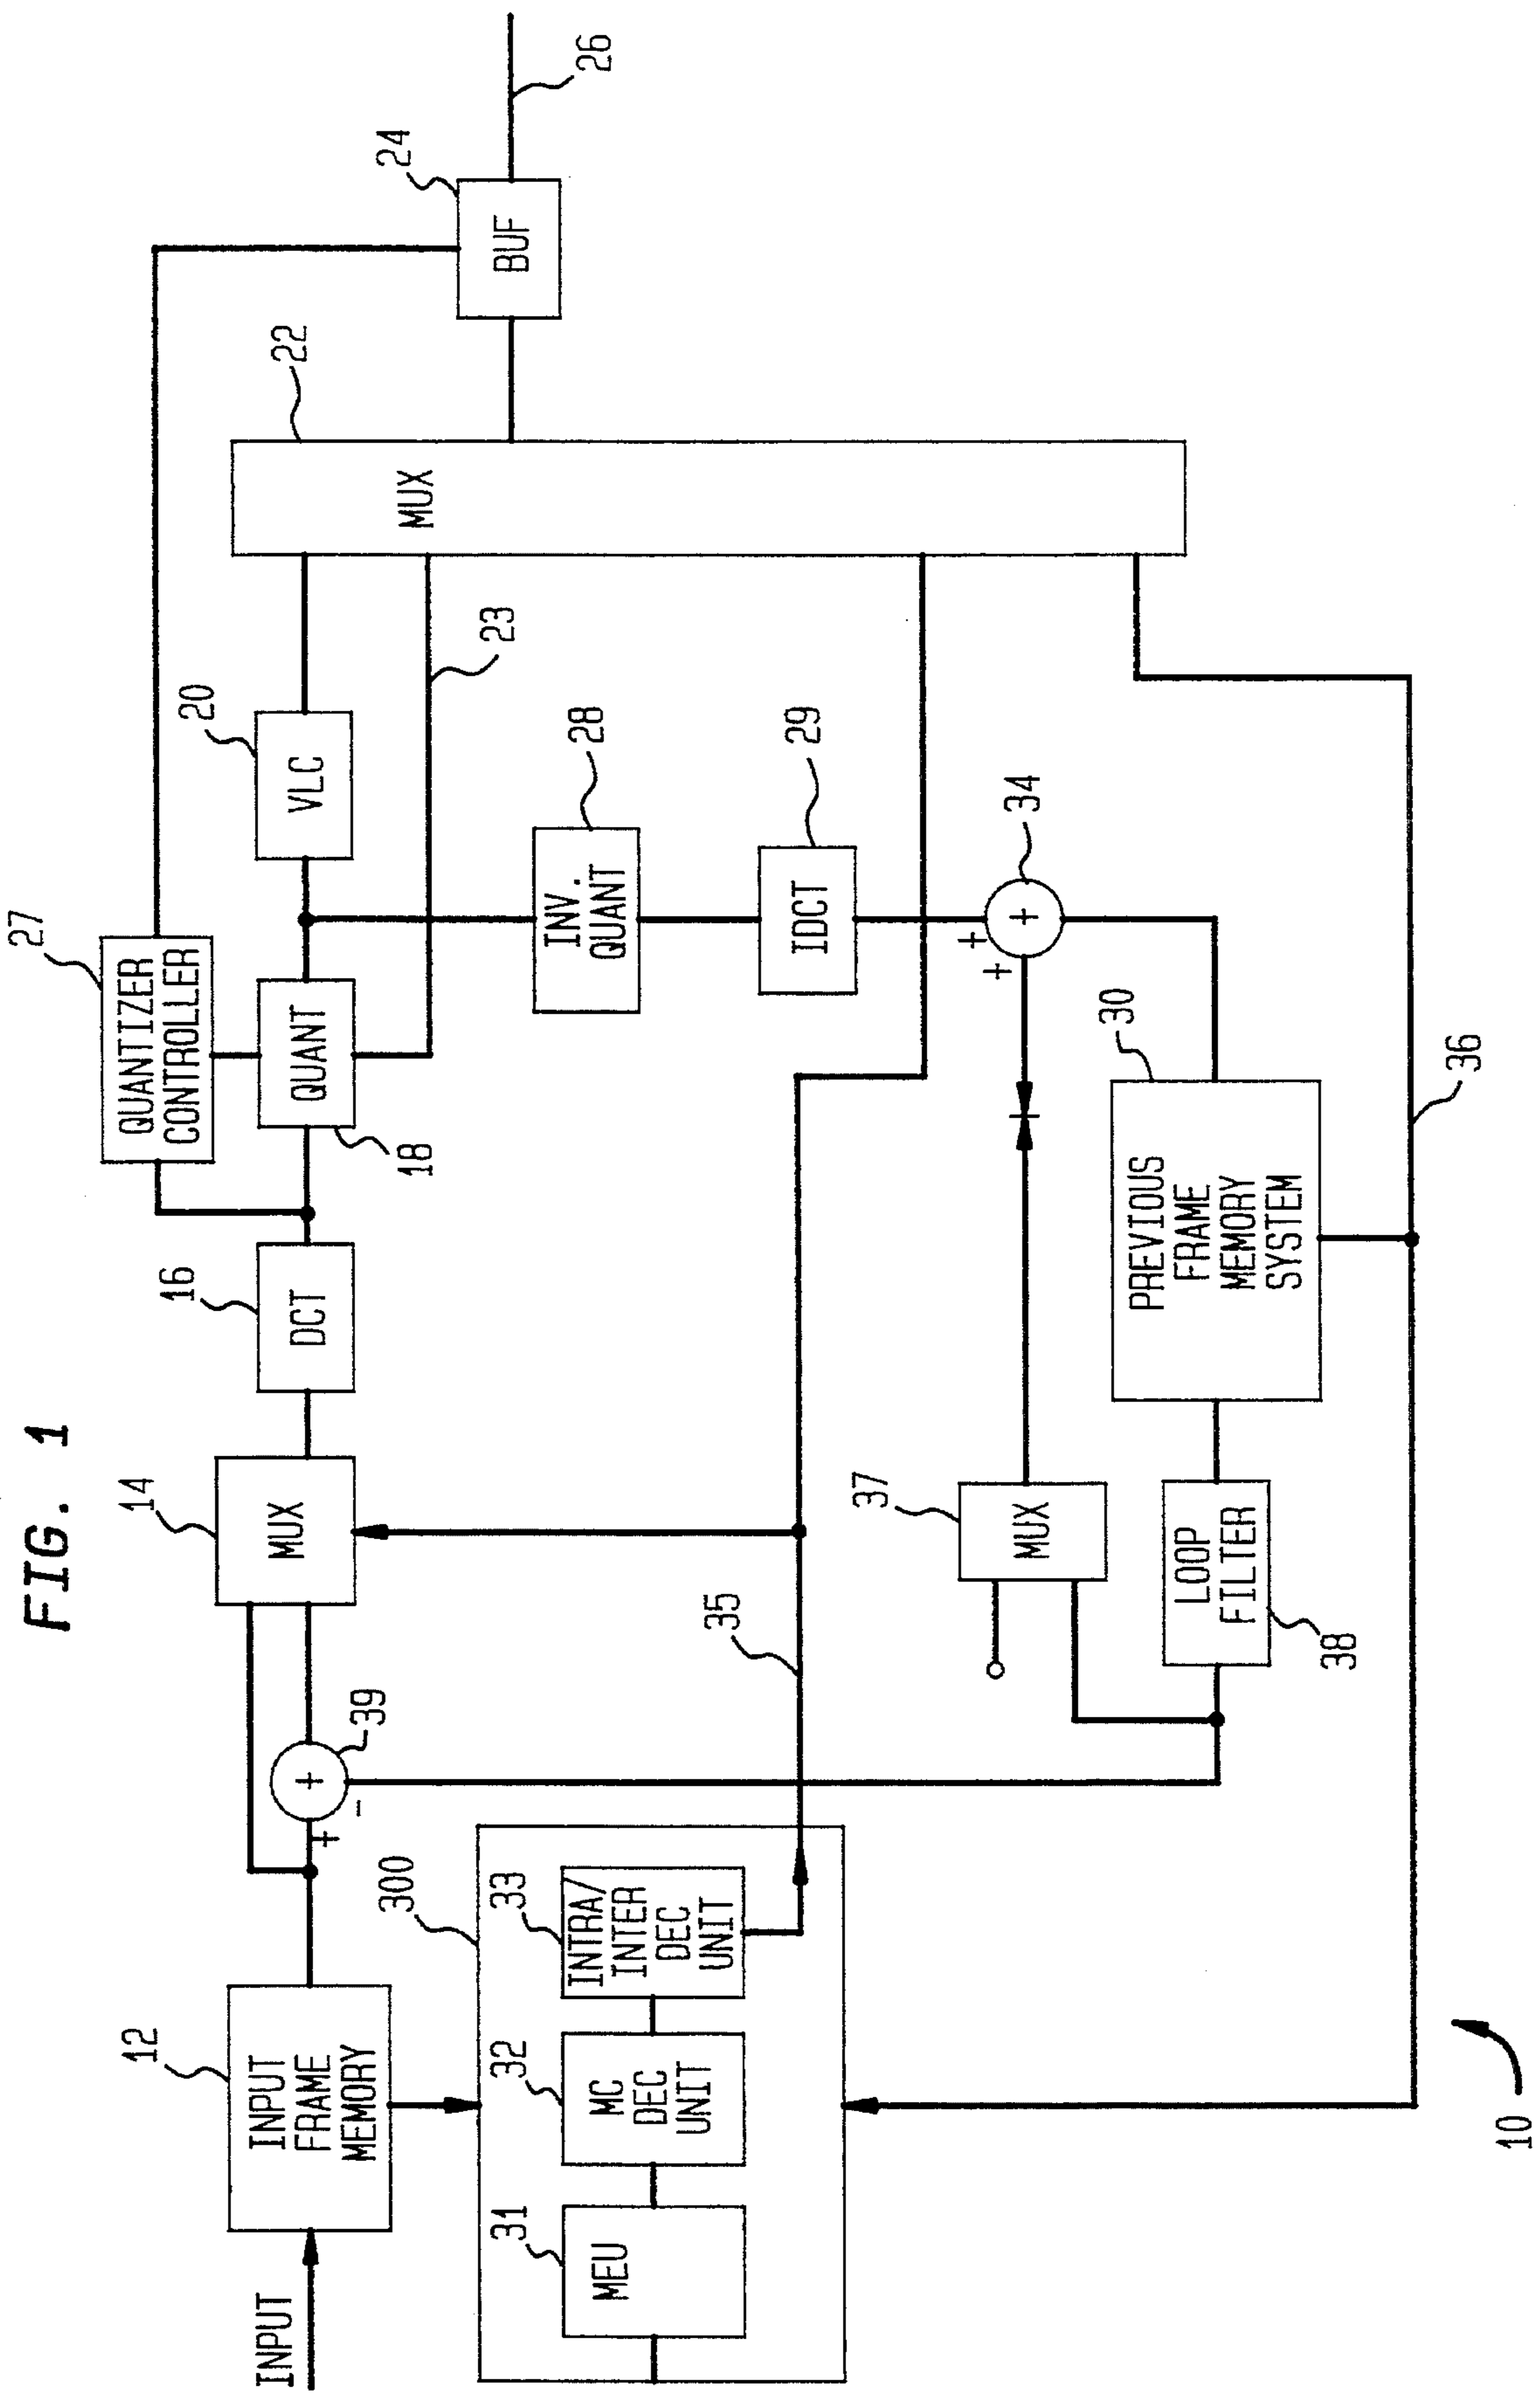 FIG. 1
INPUT
12
INPUT
FRAME
MEMORY
+
-
+
39
14
MUX
16
DCT
18
QUANT
27
QUANTIZER
CONTROLLER
20
VLC
23
22
MUX
24
BUF
26
28
INV.
QUANT
29
IDCT
34
+
+
+
300
31
MEU
32
MC
DEC
UNIT
33
INTRA/
INTER
DEC
UNIT
35
37
MUX
38
LOOP
FILTER
30
PREVIOUS
FRAME
MEMORY
SYSTEM
36
10